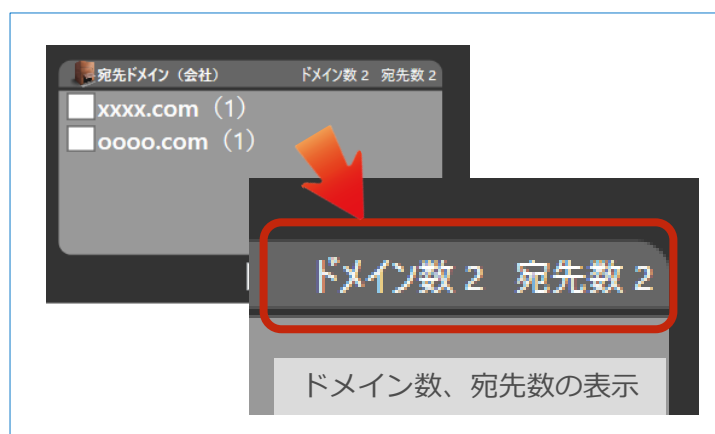 宛先ドメイン（会社） ドメイン数 2 宛先数 2
xxxx.com（1）
oooo.com（1）
ドメイン数 2 宛先数 2
ドメイン数、宛先数の表示